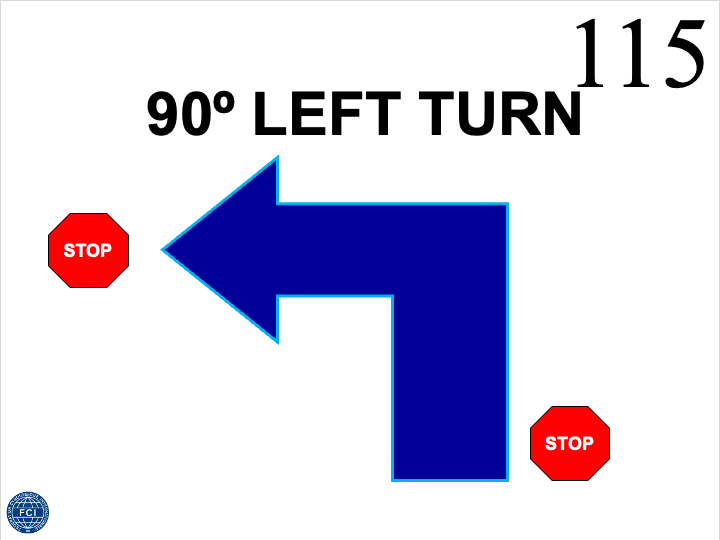 115
90º LEFT TURN
STOP
STOP
FCI